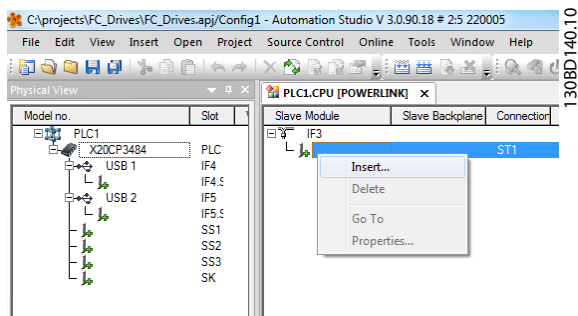 C:\projects\FC_Drives\FC_Drives.apj/Config1 - Automation Studio V 3.0.90.18 # 2:5 220005
File Edit View Insert Open Project Source Control Online Tools Window Help
Physical View
Model no. Slot
PLC1
X20CP3484 PLC
USB 1 IF4
IF4.S
USB 2 IF5
IF5.S
SS1
SS2
SS3
SK
PLC1.CPU [POWERLINK] x
Slave Module Slave Backplane Connection
IF3
ST1
Insert...
Delete
Go To
Properties...
130BD140.10